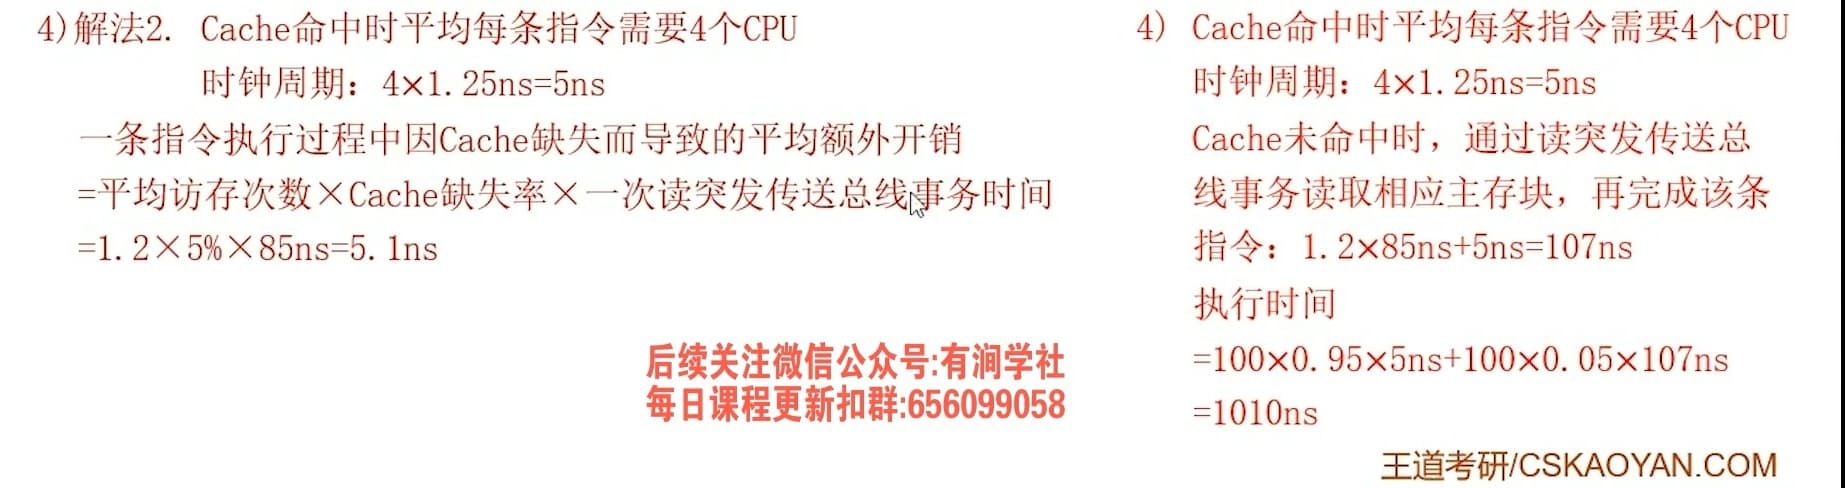 4)解法2. Cache命中时平均每条指令需要4个CPU
时钟周期：4×1.25ns=5ns
一条指令执行过程中因Cache缺失而导致的平均额外开销
=平均访存次数×Cache缺失率×一次读突发传送总线事务时间
=1.2×5%×85ns=5.1ns
4) Cache命中时平均每条指令需要4个CPU
时钟周期：4×1.25ns=5ns
Cache未命中时，通过读突发传送总
线事务读取相应主存块，再完成该条
指令：1.2×85ns+5ns=107ns
执行时间
=100×0.95×5ns+100×0.05×107ns
=1010ns
后续关注微信公众号:有涧学社
每日课程更新扣群:656099058
王道考研/CSKAOYAN.COM